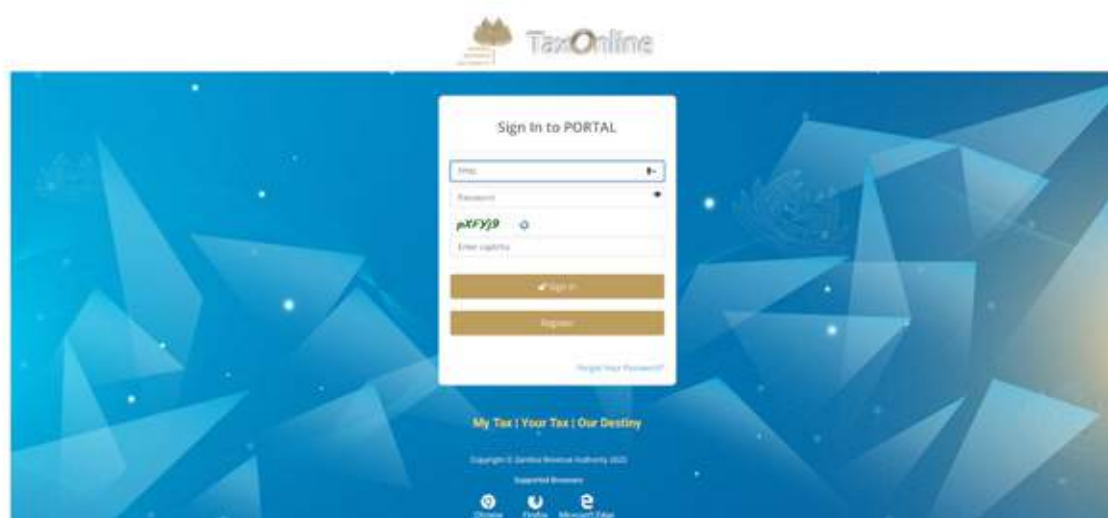 TaxOnline
Sign In to PORTAL
TPIN
Password
pXFYj9
Enter captcha
Sign In
Register
Forgot Your Password?
My Tax | Your Tax | Our Destiny
Copyright © Zambia Revenue Authority
Supported Browsers
Chrome Firefox Microsoft Edge